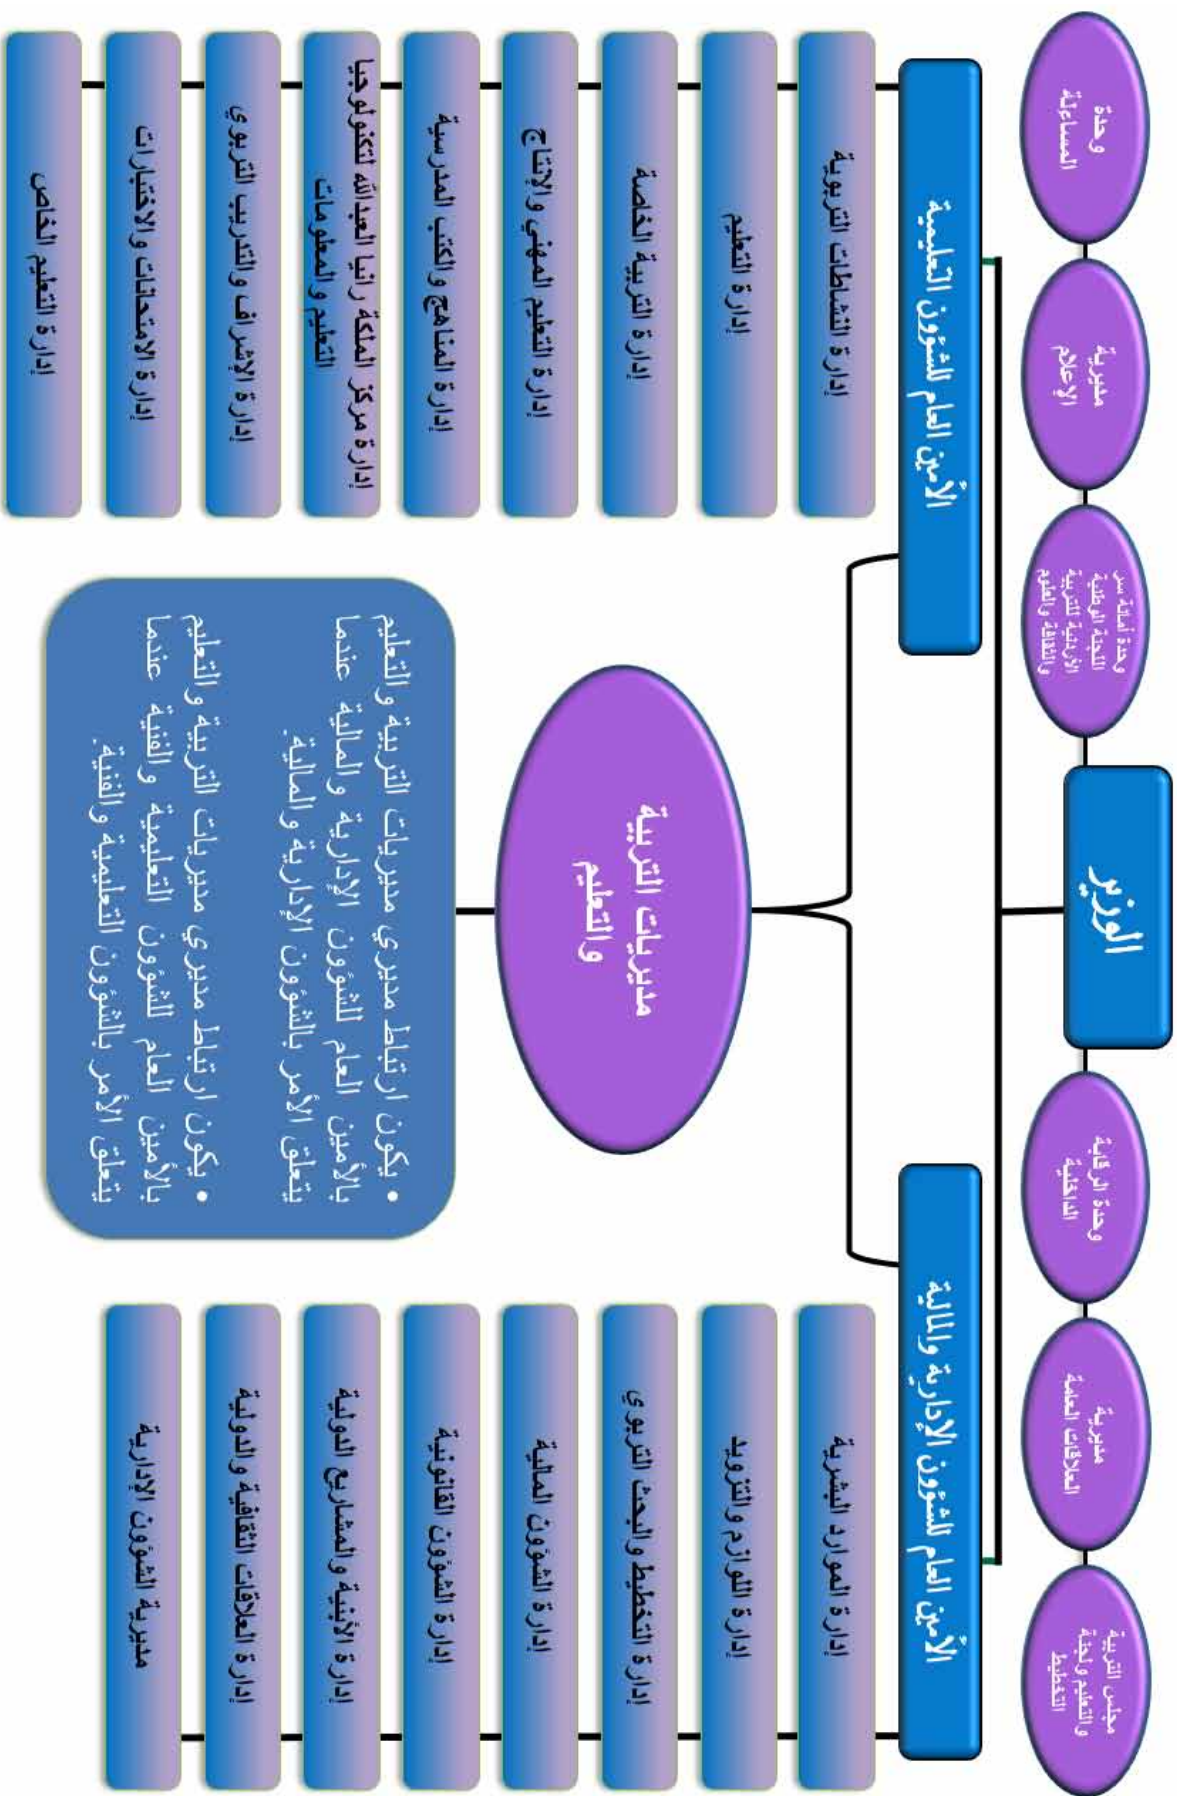 وحدة
المساءلة
مديرية
الإعلام
وحدة أمانة سر
اللجنة الوطنية
الأردنية للتربية
والثقافة والعلوم
الوزير
وحدة الرقابة
الداخلية
مديرية
العلاقات العامة
مجلس التربية
والتعليم ولجنة
التخطيط
الأمين العام للشؤون التعليمية
إدارة النشاطات التربوية
إدارة التعليم
إدارة التربية الخاصة
إدارة التعليم المهني والإنتاج
إدارة المناهج والكتب المدرسية
إدارة مركز الملكة رانيا العبدالله لتكنولوجيا
التعليم والمعلومات
إدارة الإشراف والتدريب التربوي
إدارة الامتحانات والاختبارات
إدارة التعليم الخاص
الأمين العام للشؤون الإدارية والمالية
إدارة الموارد البشرية
إدارة اللوازم والتزويد
إدارة التخطيط والبحث التربوي
إدارة الشؤون المالية
إدارة الشؤون القانونية
إدارة الأبنية والمشاريع الدولية
إدارة العلاقات الثقافية والدولية
مديرية الشؤون الإدارية
مديريات التربية
والتعليم
• يكون ارتباط مديري مديريات التربية والتعليم
بالأمين العام للشؤون الإدارية والمالية عندما
يتعلق الأمر بالشؤون الإدارية والمالية.
• يكون ارتباط مديري مديريات التربية والتعليم
بالأمين العام للشؤون التعليمية والفنية عندما
يتعلق الأمر بالشؤون التعليمية والفنية.